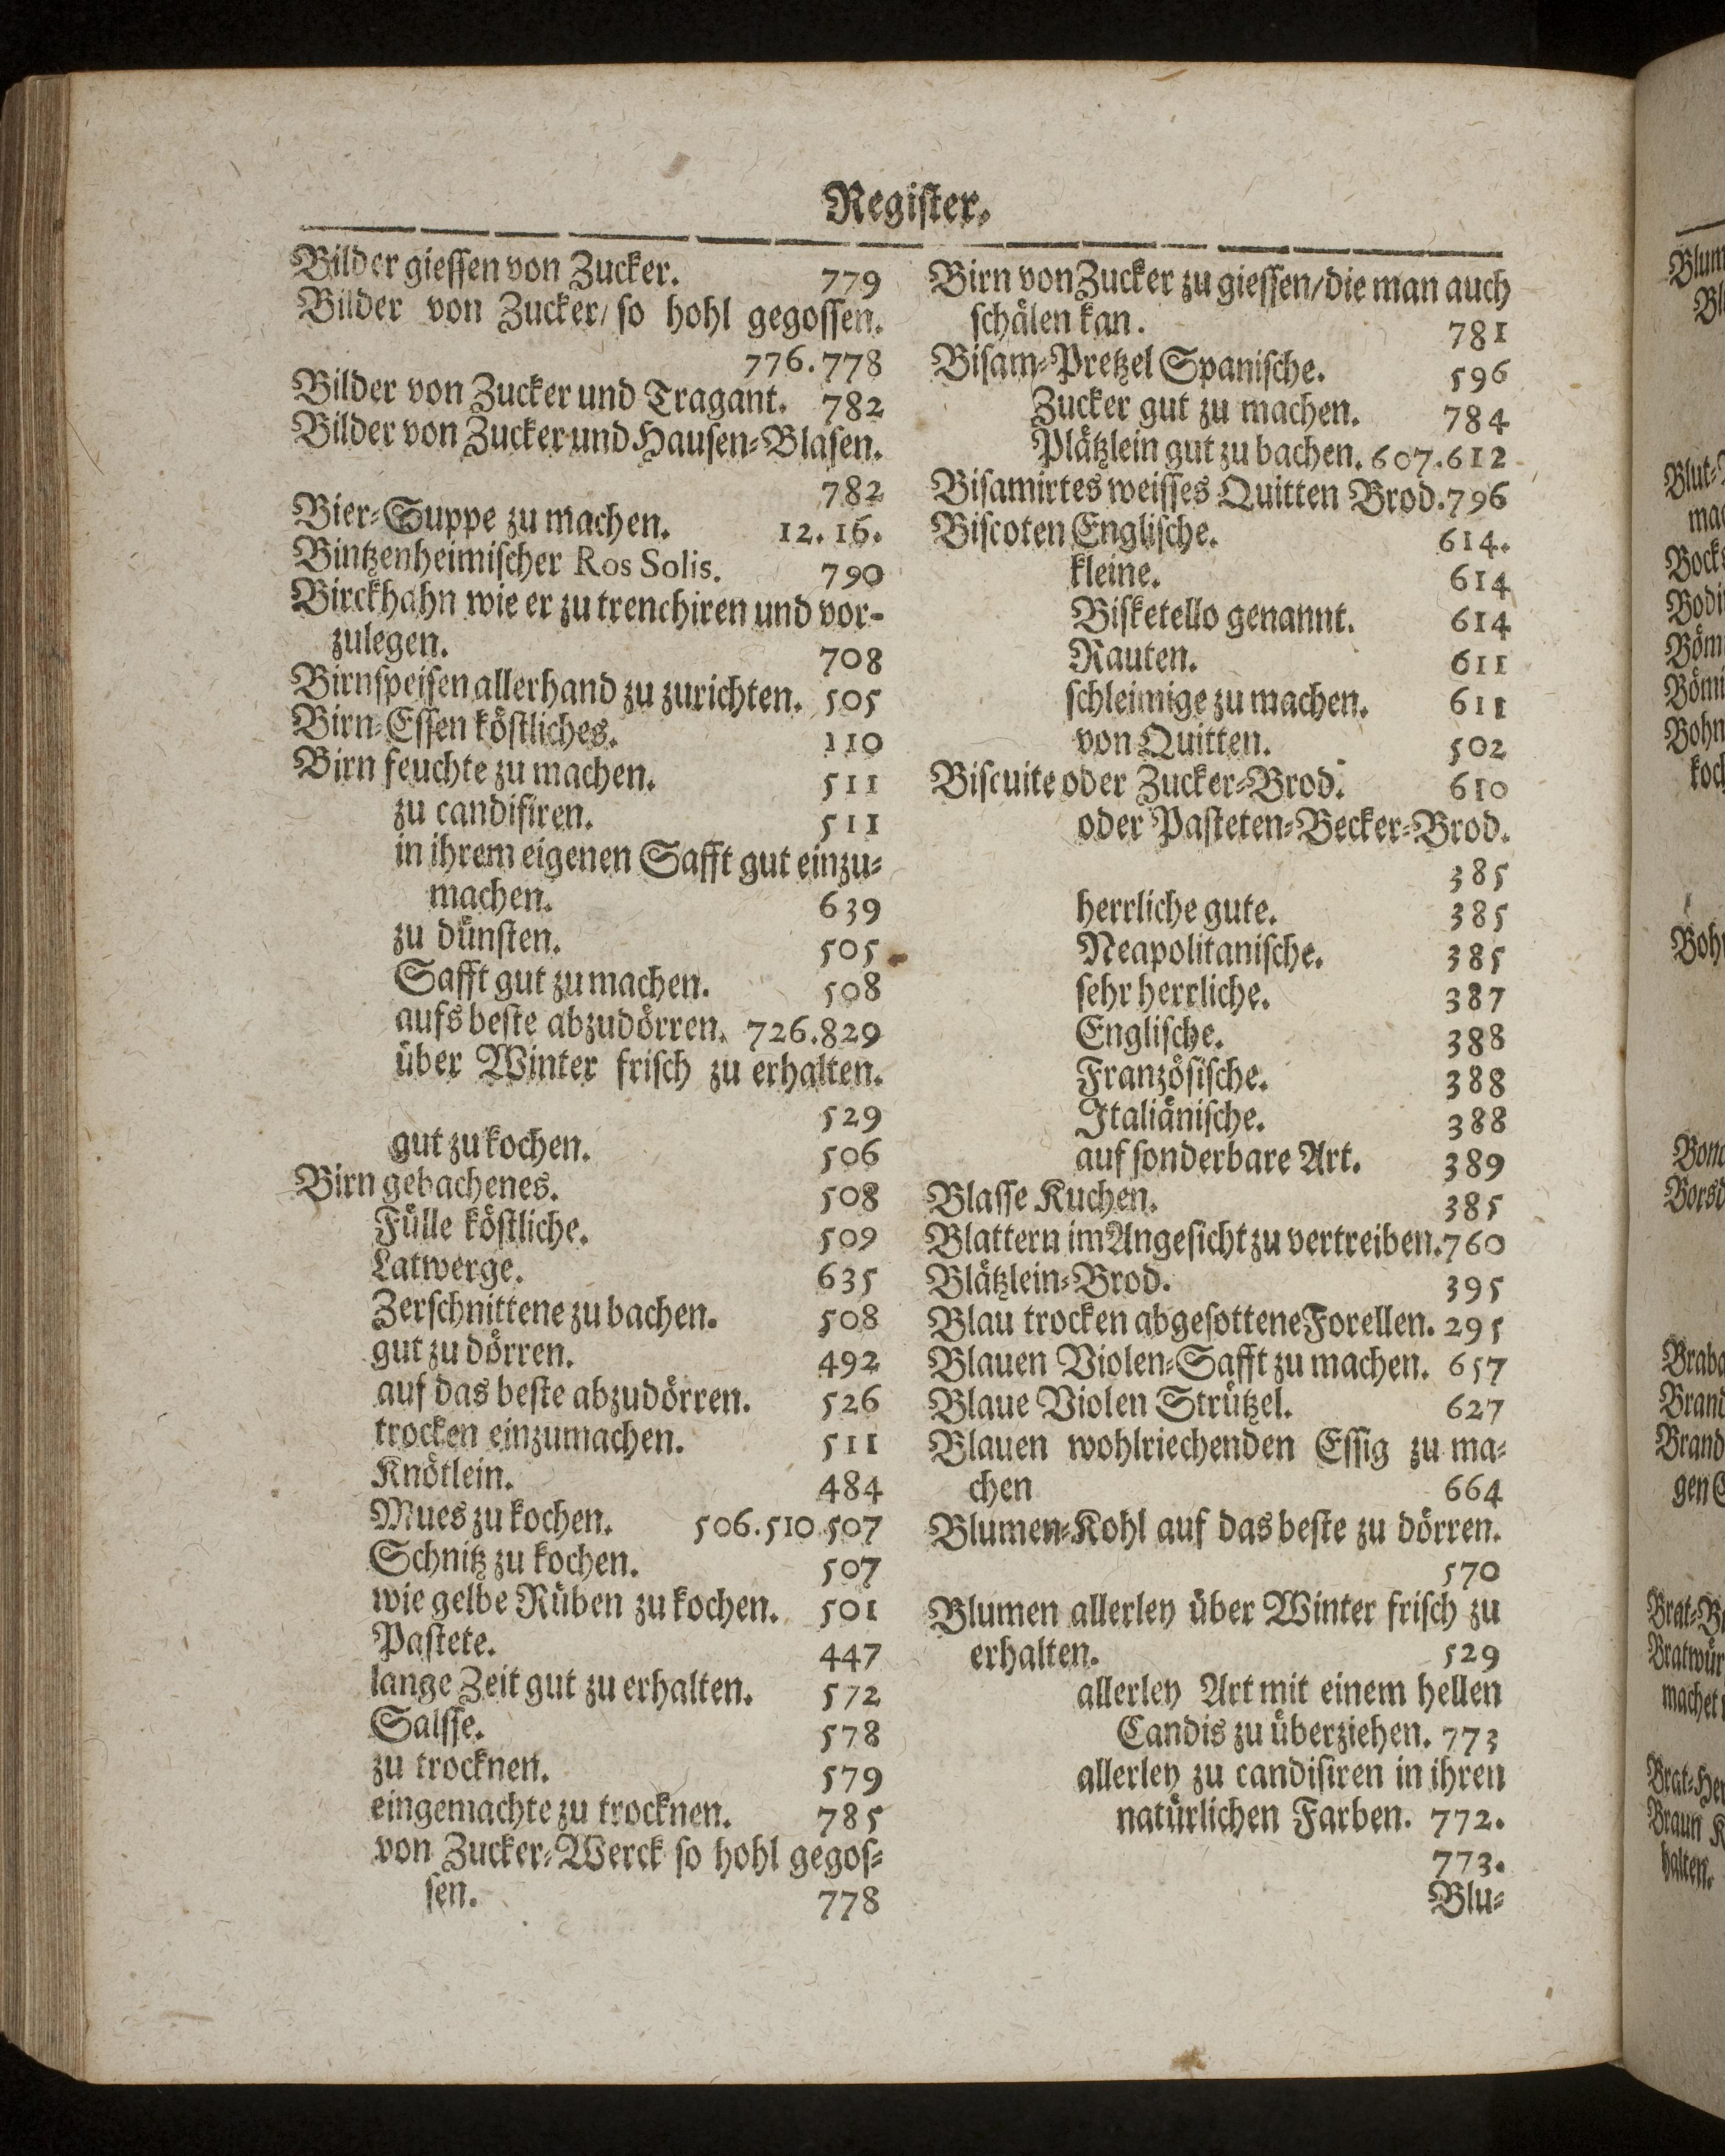 Register.
Bilder giessen von Zucker. 779
Bilder von Zucker/ so hohl gegossen.
776.778
Bilder von Zucker und Tragant. 782
Bilder von Zucker und Hausen-Blasen.
782
Bier-Suppe zu machen. 12.16.
Bintzenheimischer Ros Solis. 790
Birckhahn wie er zu trenchiren und vor-
zulegen. 708
Birnspeisen allerhand zu zurichten. 505
Birn-Essen köstliches. 110
Birn feuchte zu machen. 511
zu candisiren. 511
in ihrem eigenen Safft gut einzu-
machen. 639
zu dünsten. 505
Safft gut zu machen. 508
aufs beste abzudörren. 726.829
über Winter frisch zu erhalten.
529
gut zu kochen. 506
Birn gebachenes. 508
Fülle köstliche. 509
Latwerge. 635
Zerschnittene zu bachen. 508
gut zu dörren. 492
auf das beste abzudörren. 526
trocken einzumachen. 511
Knötlein. 484
Mues zu kochen. 506.510.507
Schnitz zu kochen. 507
wie gelbe Rüben zu kochen. 501
Pastete. 447
lange Zeit gut zu erhalten. 572
Salsse. 578
zu trocknen. 579
eingemachte zu trocknen. 785
von Zucker-Werck so hohl gegos-
sen. 778
Birn von Zucker zu giessen/die man auch
schälen kan. 781
Bisam-Pretzel Spanische. 596
Zucker gut zu machen. 784
Plätzlein gut zu bachen. 607.612
Bisamirtes weisses Quitten Brod. 796
Biscoten Englische. 614.
kleine. 614
Bisketello genannt. 614
Rauten. 611
schleimige zu machen. 611
von Quitten. 502
Biscuite oder Zucker-Brod. 610
oder Pasteten-Becker-Brod.
385
herrliche gute. 385
Neapolitanische. 385
sehr herrliche. 387
Englische. 388
Französische. 388
Italiänische. 388
auf sonderbare Art. 389
Blasse Kuchen. 385
Blattern im Angesicht zu vertreiben. 760
Blätzlein-Brod. 395
Blau trocken abgesottene Forellen. 295
Blauen Violen-Safft zu machen. 657
Blaue Violen Strützel. 627
Blauen wohlriechenden Essig zu ma-
chen 664
Blumen-Kohl auf das beste zu dörren.
570
Blumen allerley über Winter frisch zu
erhalten. 529
allerley Art mit einem hellen
Candis zu überziehen. 773
allerley zu candisiren in ihren
natürlichen Farben. 772.
773.
Blu-